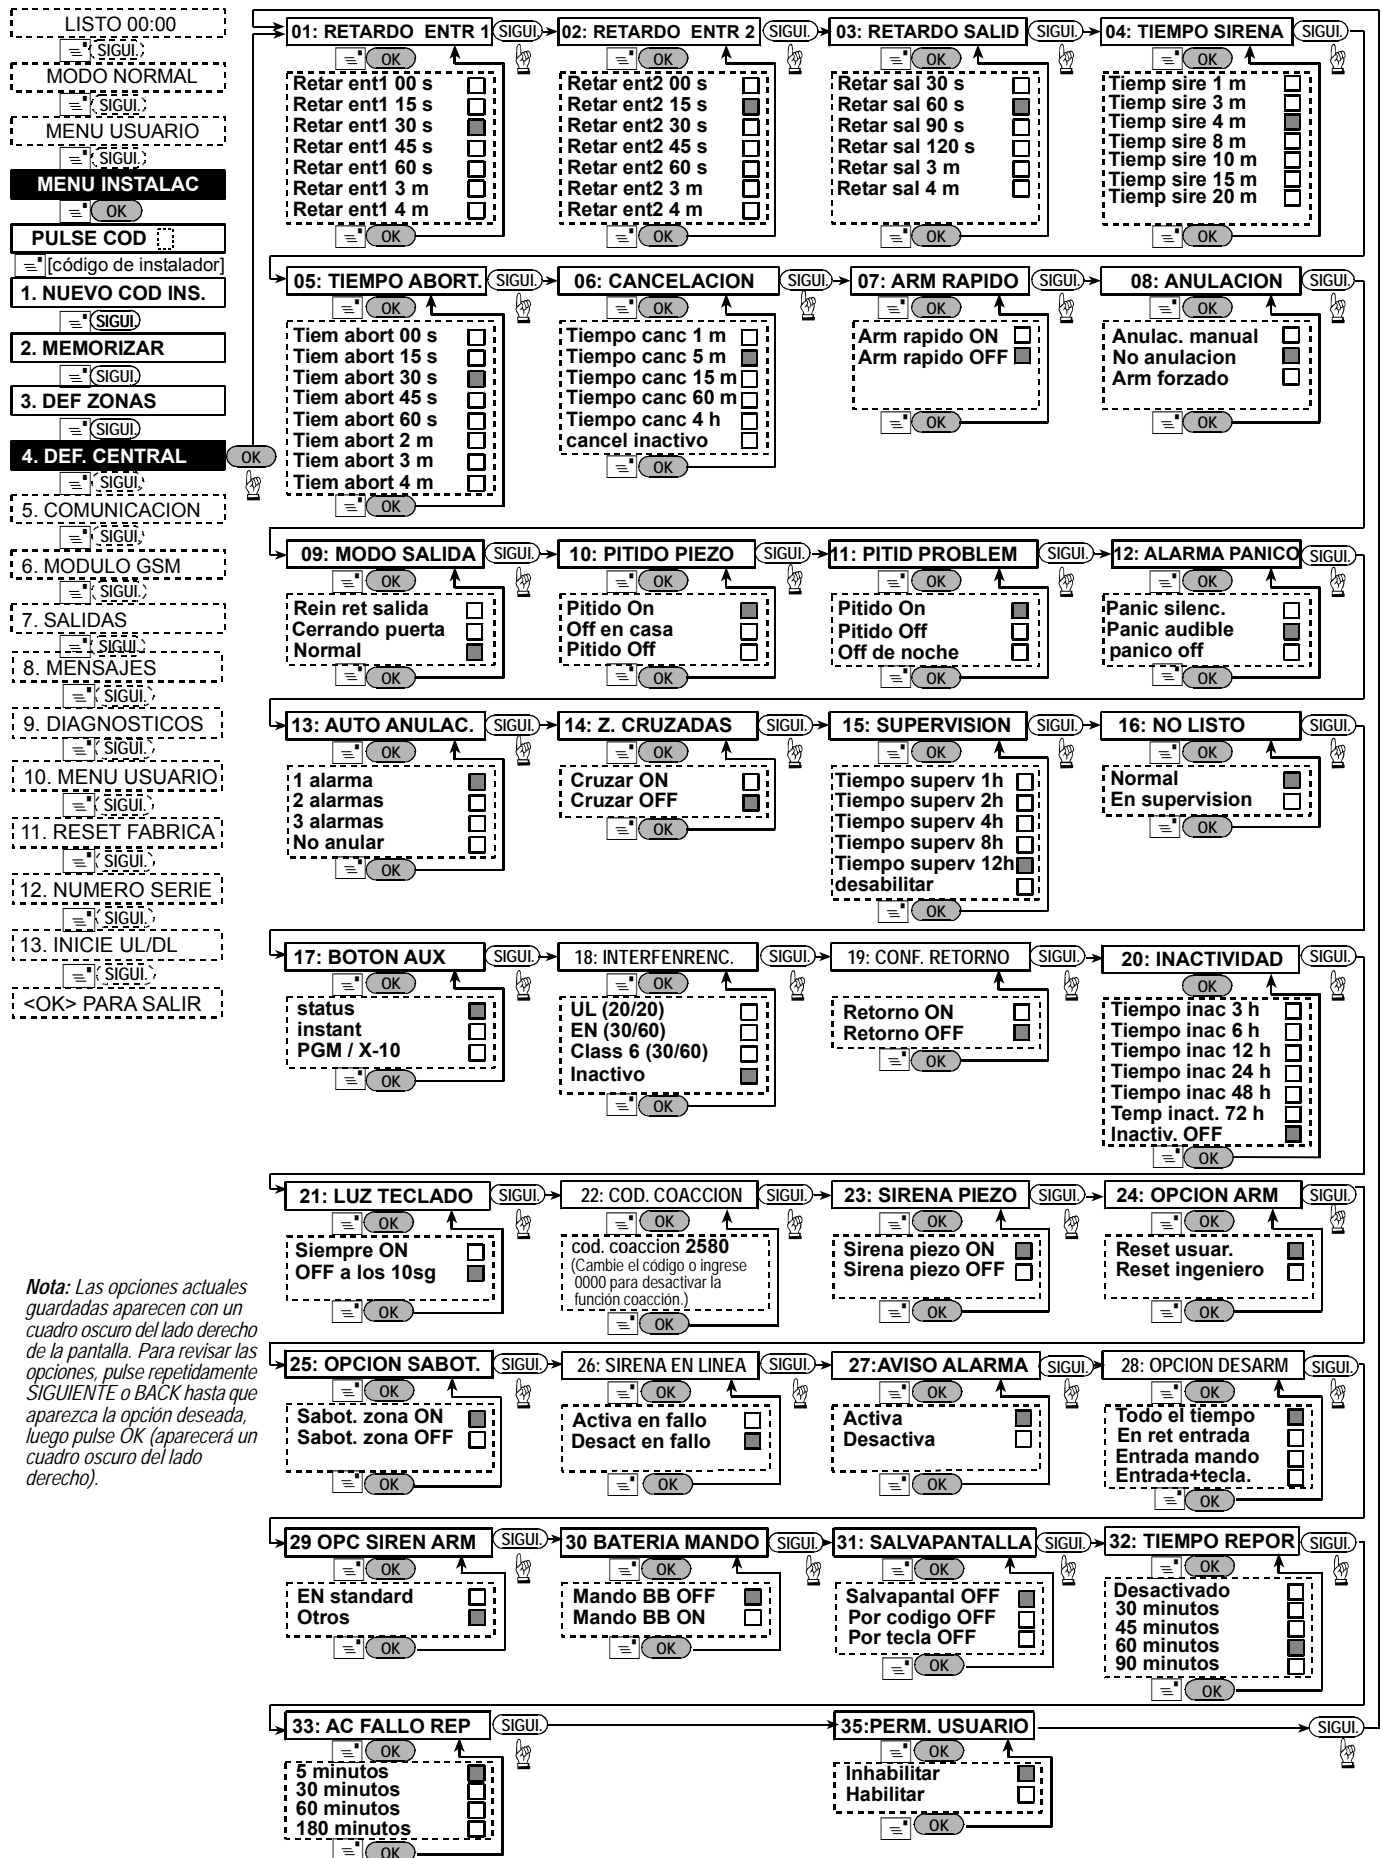 LISTO 00:00
SIGUI.
MODO NORMAL
SIGUI.
MENU USUARIO
SIGUI.
MENU INSTALAC
OK
PULSE COD
[código de instalador]
1. NUEVO COD INS.
SIGUI.
2. MEMORIZAR
SIGUI.
3. DEF ZONAS
SIGUI.
4. DEF. CENTRAL
OK
SIGUI.
5. COMUNICACION
SIGUI.
6. MODULO GSM
SIGUI.
7. SALIDAS
SIGUI.
8. MENSAJES
SIGUI.
9. DIAGNOSTICOS
SIGUI.
10. MENU USUARIO
SIGUI.
11. RESET FABRICA
SIGUI.
12. NUMERO SERIE
SIGUI.
13. INICIE UL/DL
SIGUI.
<OK> PARA SALIR
Nota: Las opciones actuales
guardadas aparecen con un
cuadro oscuro del lado derecho
de la pantalla. Para revisar las
opciones, pulse repetidamente
SIGUIENTE o BACK hasta que
aparezca la opción deseada,
luego pulse OK (aparecerá un
cuadro oscuro del lado
derecho).
01: RETARDO ENTR 1
SIGUI.
OK
Retar ent1 00 s
Retar ent1 15 s
Retar ent1 30 s
Retar ent1 45 s
Retar ent1 60 s
Retar ent1 3 m
Retar ent1 4 m
OK
02: RETARDO ENTR 2
SIGUI.
OK
Retar ent2 00 s
Retar ent2 15 s
Retar ent2 30 s
Retar ent2 45 s
Retar ent2 60 s
Retar ent2 3 m
Retar ent2 4 m
OK
03: RETARDO SALID
SIGUI.
OK
Retar sal 30 s
Retar sal 60 s
Retar sal 90 s
Retar sal 120 s
Retar sal 3 m
Retar sal 4 m
OK
04: TIEMPO SIRENA
SIGUI.
OK
Tiemp sire 1 m
Tiemp sire 3 m
Tiemp sire 4 m
Tiemp sire 8 m
Tiemp sire 10 m
Tiemp sire 15 m
Tiemp sire 20 m
OK
05: TIEMPO ABORT.
SIGUI.
OK
Tiem abort 00 s
Tiem abort 15 s
Tiem abort 30 s
Tiem abort 45 s
Tiem abort 60 s
Tiem abort 2 m
Tiem abort 3 m
Tiem abort 4 m
OK
06: CANCELACION
SIGUI.
OK
Tiempo canc 1 m
Tiempo canc 5 m
Tiempo canc 15 m
Tiempo canc 60 m
Tiempo canc 4 h
cancel inactivo
OK
07: ARM RAPIDO
SIGUI.
OK
Arm rapido ON
Arm rapido OFF
OK
08: ANULACION
SIGUI.
OK
Anulac. manual
No anulacion
Arm forzado
OK
09: MODO SALIDA
SIGUI.
OK
Rein ret salida
Cerrando puerta
Normal
OK
10: PITIDO PIEZO
SIGUI.
OK
Pitido On
Off en casa
Pitido Off
OK
11: PITID PROBLEM
SIGUI.
OK
Pitido On
Pitido Off
Off de noche
OK
12: ALARMA PANICO
SIGUI.
OK
Panic silenc.
Panic audible
panico off
OK
13: AUTO ANULAC.
SIGUI.
OK
1 alarma
2 alarmas
3 alarmas
No anular
OK
14: Z. CRUZADAS
SIGUI.
OK
Cruzar ON
Cruzar OFF
OK
15: SUPERVISION
SIGUI.
OK
Tiempo superv 1h
Tiempo superv 2h
Tiempo superv 4h
Tiempo superv 8h
Tiempo superv 12h
desabilitar
OK
16: NO LISTO
SIGUI.
OK
Normal
En supervision
OK
17: BOTON AUX
SIGUI.
OK
status
instant
PGM / X-10
OK
18: INTERFENRENC.
SIGUI.
OK
UL (20/20)
EN (30/60)
Class 6 (30/60)
Inactivo
OK
19: CONF. RETORNO
SIGUI.
OK
Retorno ON
Retorno OFF
OK
20: INACTIVIDAD
SIGUI.
OK
Tiempo inac 3 h
Tiempo inac 6 h
Tiempo inac 12 h
Tiempo inac 24 h
Tiempo inac 48 h
Temp inact. 72 h
Inactiv. OFF
OK
21: LUZ TECLADO
SIGUI.
OK
Siempre ON
OFF a los 10sg
OK
22: COD. COACCION
SIGUI.
OK
cod. coaccion 2580
(Cambie el código o ingrese
0000 para desactivar la
función coacción.)
OK
23: SIRENA PIEZO
SIGUI.
OK
Sirena piezo ON
Sirena piezo OFF
OK
24: OPCION ARM
SIGUI.
OK
Reset usuar.
Reset ingeniero
OK
25: OPCION SABOT.
SIGUI.
OK
Sabot. zona ON
Sabot. zona OFF
OK
26: SIRENA EN LINEA
SIGUI.
OK
Activa en fallo
Desact en fallo
OK
27:AVISO ALARMA
SIGUI.
OK
Activa
Desactiva
OK
28: OPCION DESARM
SIGUI.
OK
Todo el tiempo
En ret entrada
Entrada mando
Entrada+tecla.
OK
29 OPC SIREN ARM
SIGUI.
OK
EN standard
Otros
OK
30 BATERIA MANDO
SIGUI.
OK
Mando BB OFF
Mando BB ON
OK
31: SALVAPANTALLA
SIGUI.
OK
Salvapantal OFF
Por codigo OFF
Por tecla OFF
OK
32: TIEMPO REPOR
SIGUI.
OK
Desactivado
30 minutos
45 minutos
60 minutos
90 minutos
OK
33: AC FALLO REP
SIGUI.
OK
5 minutos
30 minutos
60 minutos
180 minutos
OK
35:PERM. USUARIO
SIGUI.
OK
Inhabilitar
Habilitar
OK